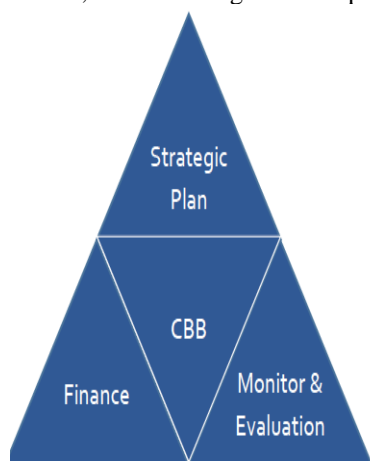 Strategic
Plan
CBB
Finance
Monitor &
Evaluation